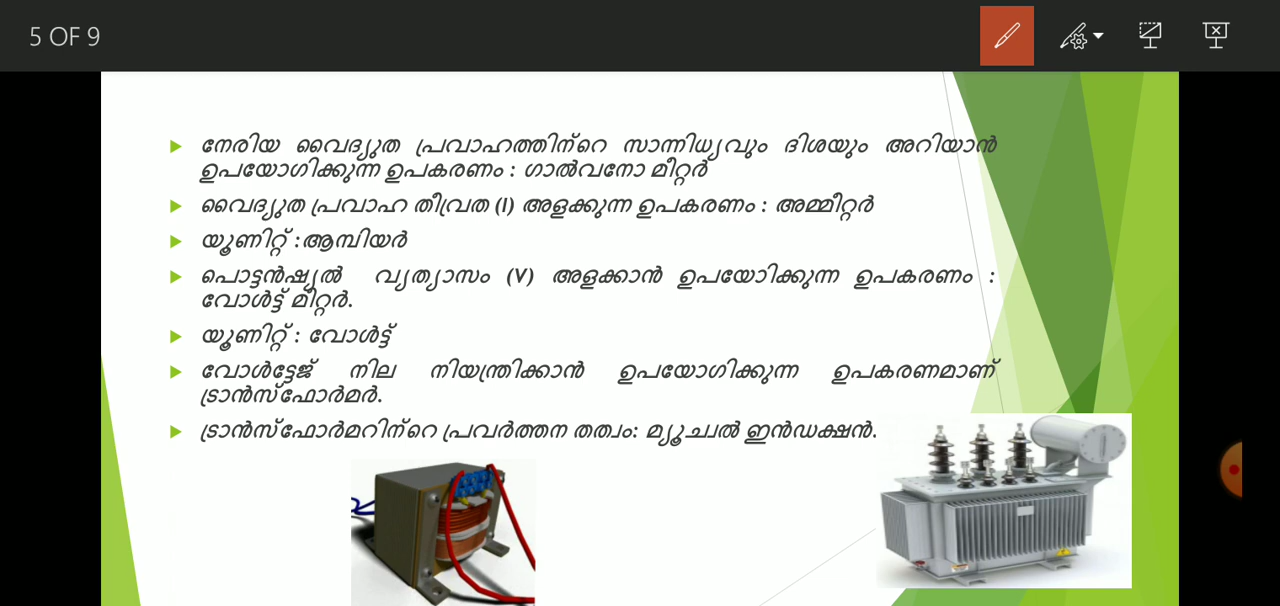 5 OF 9
നേരിയ വൈദ്യുത പ്രവാഹത്തിന്റെ സാന്നിധ്യവും ദിശയും അറിയാൻ
ഉപയോഗിക്കുന്ന ഉപകരണം : ഗാൽവനോ മീറ്റർ
വൈദ്യുത പ്രവാഹ തീവ്രത (I) അളക്കുന്ന ഉപകരണം : അമ്മീറ്റർ
യൂണിറ്റ് :ആമ്പിയർ
പൊട്ടൻഷ്യൽ വ്യത്യാസം (V) അളക്കാൻ ഉപയോിക്കുന്ന ഉപകരണം :
വോൾട്ട് മീറ്റർ.
യൂണിറ്റ് : വോൾട്ട്
വോൾട്ടേജ് നില നിയന്ത്രിക്കാൻ ഉപയോഗിക്കുന്ന ഉപകരണമാണ്
ട്രാൻസ്ഫോർമർ.
ട്രാൻസ്ഫോർമറിന്റെ പ്രവർത്തന തത്വം: മ്യൂച്വൽ ഇൻഡക്ഷൻ.